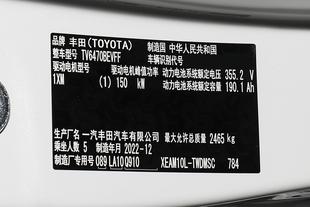 品牌 丰田(TOYOTA) 制造国 中华人民共和国
整车型号 TV6470BEVFF 车辆识别代号
驱动电机型号 驱动电机峰值功率 动力电池系统额定电压 355.2 V
1XM (1) 150 kW 动力电池系统额定容量 190.1 Ah
生产厂名 一汽丰田汽车有限公司 最大允许总质量 2465 kg
乘坐人数 5 制造年月 2022-12
制造厂专用号 089 LA10 Q910 XEAM10L-TWDMSC 784